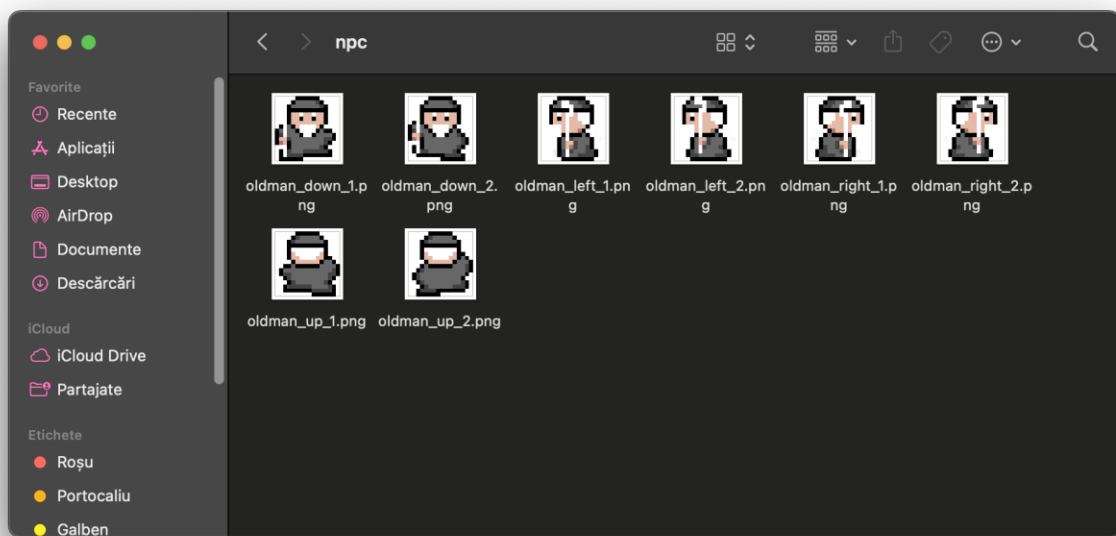 npc
Favorite
Recente
Aplicații
Desktop
AirDrop
Documente
Descărcări
iCloud
iCloud Drive
Partajate
Etichete
Roșu
Portocaliu
Galben
oldman_down_1.p
ng
oldman_down_2.
png
oldman_left_1.pn
g
oldman_left_2.pn
g
oldman_right_1.p
ng
oldman_right_2.p
ng
oldman_up_1.png
oldman_up_2.png